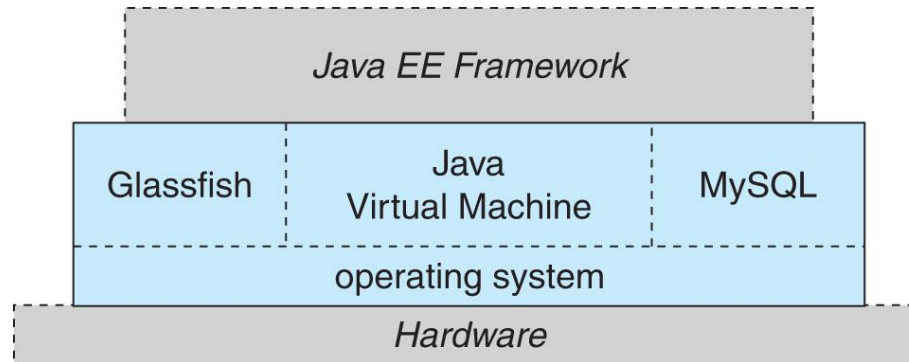 Java EE Framework
Glassfish
Java
Virtual Machine
MySQL
operating system
Hardware